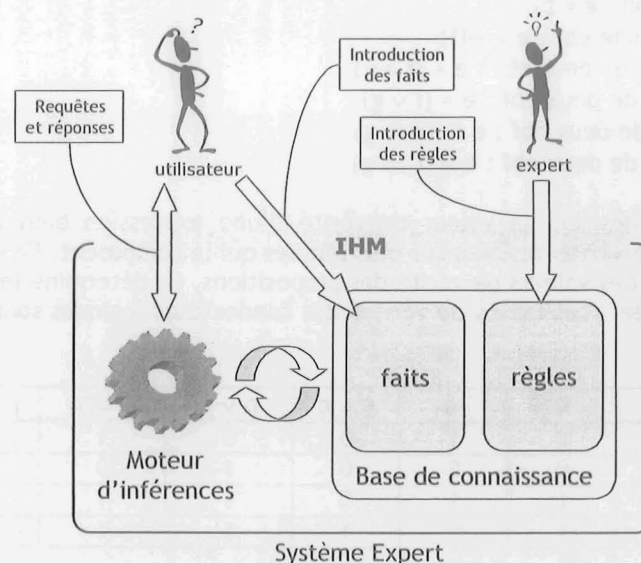 ?
Requêtes
et réponses
utilisateur
Introduction
des faits
Introduction
des règles
expert
IHM
faits
règles
Moteur
d'inférences
Base de connaissance
Système Expert